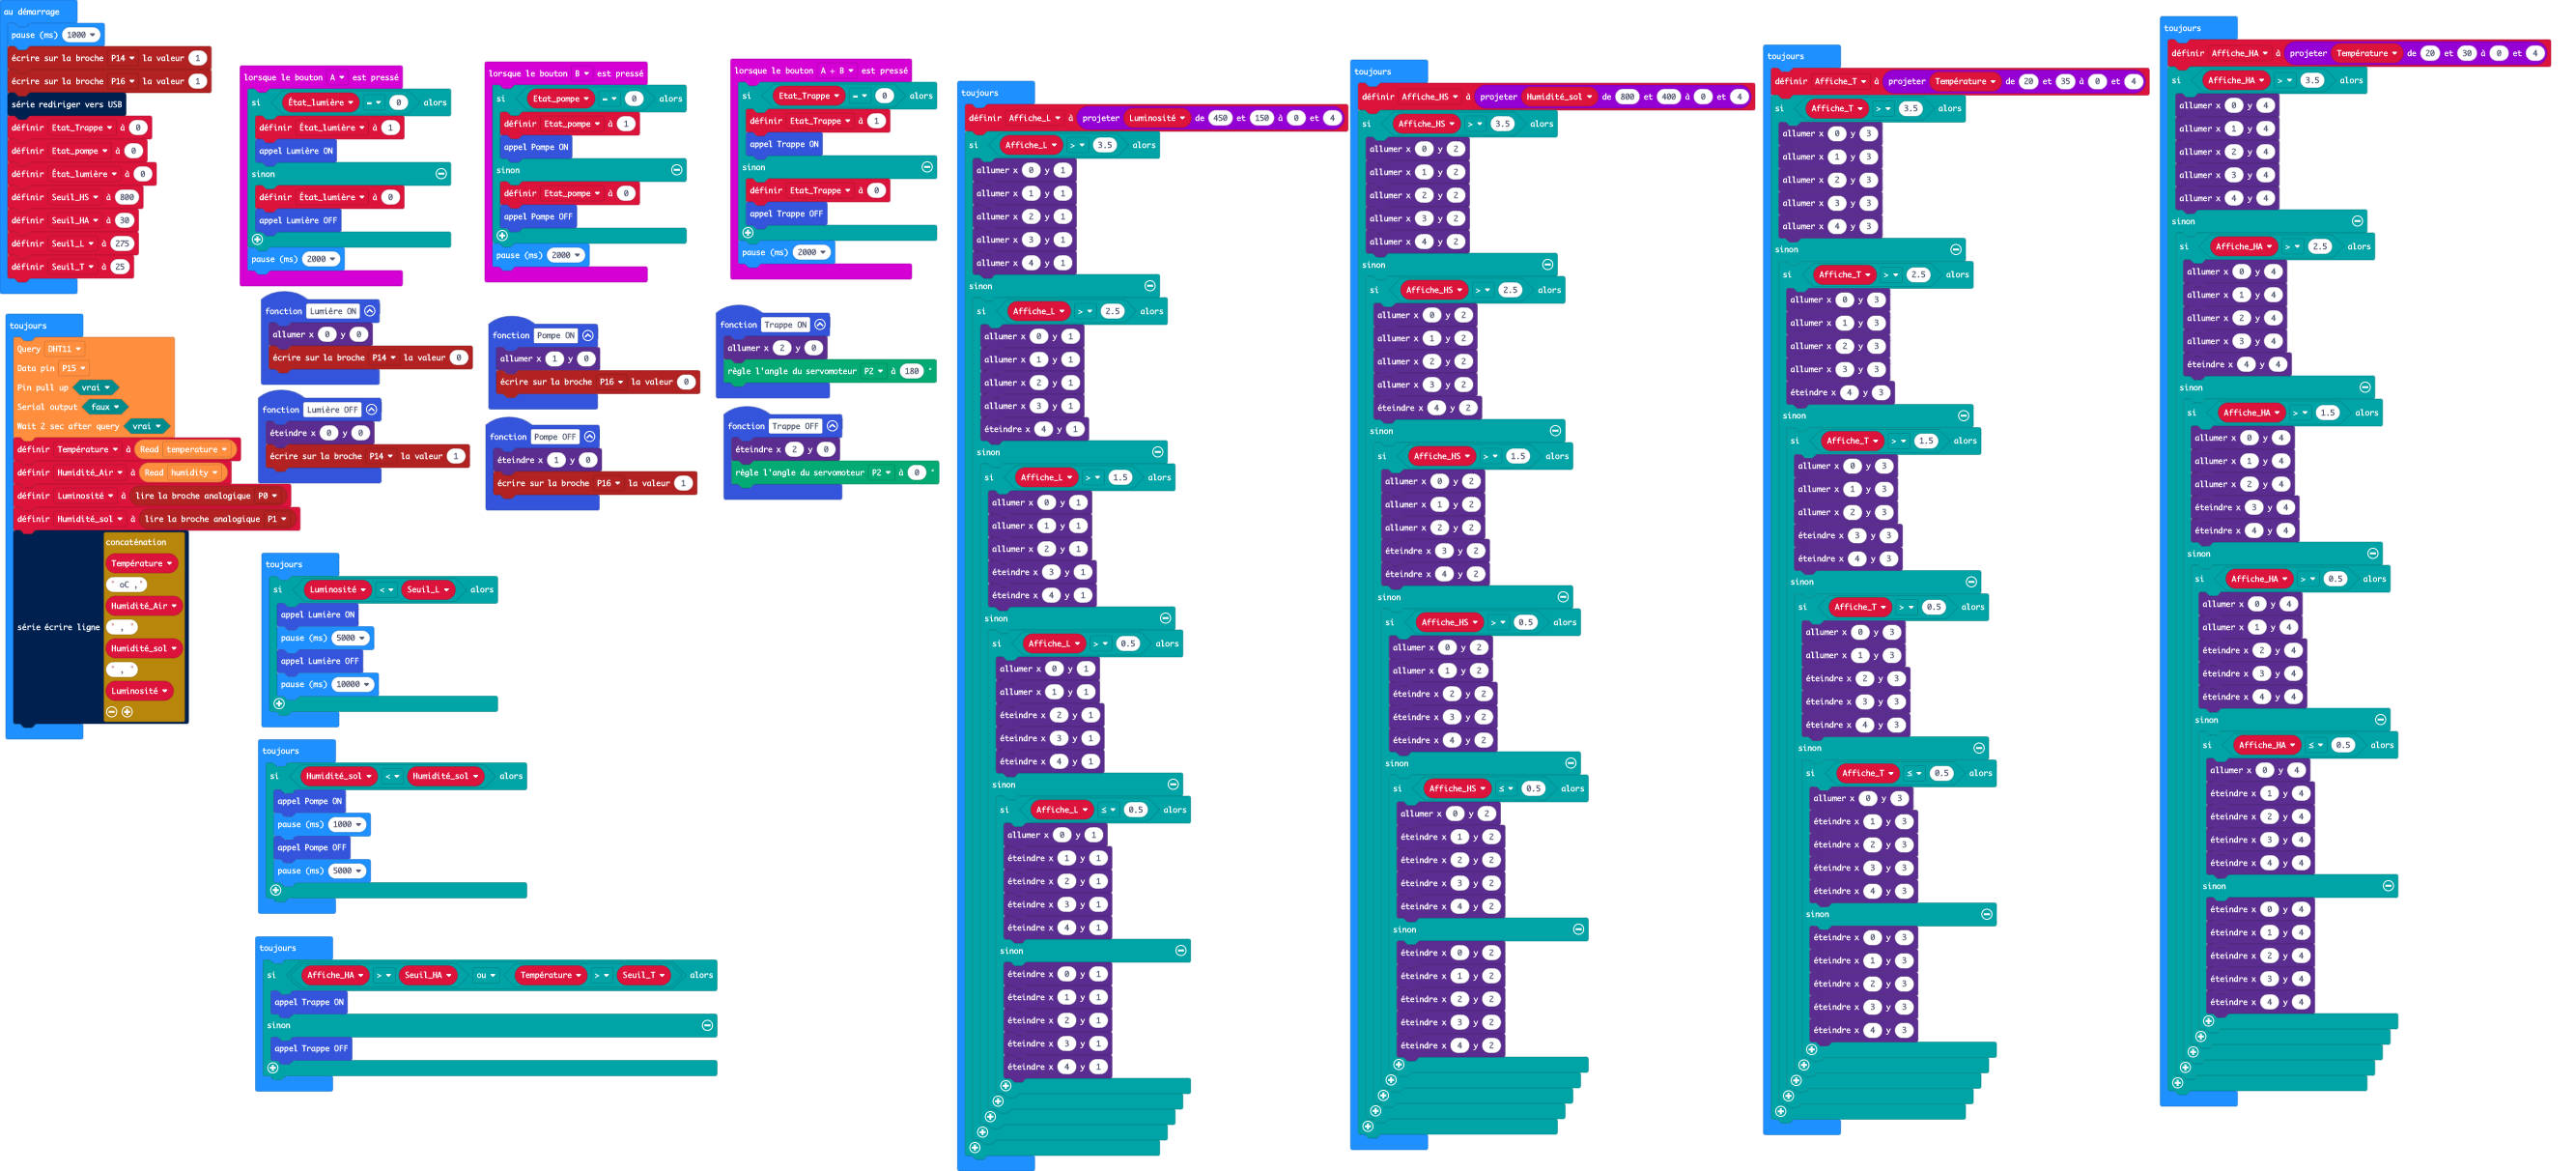 au démarrage
pause (ms) 1000
écrire sur la broche P14 la valeur 1
écrire sur la broche P16 la valeur 1
série rediriger vers USB
définir Etat_Trappe à 0
définir Etat_pompe à 0
définir État_lumière à 0
définir Seuil_HS à 800
définir Seuil_HA à 30
définir Seuil_L à 275
définir Seuil_T à 25
toujours
Query DHT11
Data pin P15
Pin pull up vrai
Serial output faux
Wait 2 sec after query vrai
définir Température à Read temperature
définir Humidité_Air à Read humidity
définir Luminosité à lire la broche analogique P0
définir Humidité_sol à lire la broche analogique P1
série écrire ligne concaténation
Température
" oC ,"
Humidité_Air
" , "
Humidité_sol
" , "
Luminosité
lorsque le bouton A est pressé
si État_lumière = 0 alors
définir État_lumière à 1
appel Lumière ON
sinon
définir État_lumière à 0
appel Lumière OFF
pause (ms) 2000
fonction Lumière ON
allumer x 0 y 0
écrire sur la broche P14 la valeur 0
fonction Lumière OFF
éteindre x 0 y 0
écrire sur la broche P14 la valeur 1
lorsque le bouton B est pressé
si Etat_pompe = 0 alors
définir Etat_pompe à 1
appel Pompe ON
sinon
définir Etat_pompe à 0
appel Pompe OFF
pause (ms) 2000
fonction Pompe ON
allumer x 1 y 0
écrire sur la broche P16 la valeur 0
fonction Pompe OFF
éteindre x 1 y 0
écrire sur la broche P16 la valeur 1
lorsque le bouton A + B est pressé
si Etat_Trappe = 0 alors
définir Etat_Trappe à 1
appel Trappe ON
sinon
définir Etat_Trappe à 0
appel Trappe OFF
pause (ms) 2000
fonction Trappe ON
allumer x 2 y 0
règle l'angle du servomoteur P2 à 180 °
fonction Trappe OFF
éteindre x 2 y 0
règle l'angle du servomoteur P2 à 0 °
toujours
si Luminosité < Seuil_L alors
appel Lumière ON
pause (ms) 5000
appel Lumière OFF
pause (ms) 10000
toujours
si Humidité_sol < Humidité_sol alors
appel Pompe ON
pause (ms) 1000
appel Pompe OFF
pause (ms) 5000
toujours
si Affiche_HA > Seuil_HA ou Température > Seuil_T alors
appel Trappe ON
sinon
appel Trappe OFF
toujours
définir Affiche_L à projeter Luminosité de 450 et 150 à 0 et 4
si Affiche_L > 3.5 alors
allumer x 0 y 1
allumer x 1 y 1
allumer x 2 y 1
allumer x 3 y 1
allumer x 4 y 1
sinon
si Affiche_L > 2.5 alors
allumer x 0 y 1
allumer x 1 y 1
allumer x 2 y 1
allumer x 3 y 1
éteindre x 4 y 1
sinon
si Affiche_L > 1.5 alors
allumer x 0 y 1
allumer x 1 y 1
allumer x 2 y 1
éteindre x 3 y 1
éteindre x 4 y 1
sinon
si Affiche_L > 0.5 alors
allumer x 0 y 1
allumer x 1 y 1
éteindre x 2 y 1
éteindre x 3 y 1
éteindre x 4 y 1
sinon
si Affiche_L ≤ 0.5 alors
allumer x 0 y 1
éteindre x 1 y 1
éteindre x 2 y 1
éteindre x 3 y 1
éteindre x 4 y 1
sinon
éteindre x 0 y 1
éteindre x 1 y 1
éteindre x 2 y 1
éteindre x 3 y 1
éteindre x 4 y 1
toujours
définir Affiche_HS à projeter Humidité_sol de 800 et 400 à 0 et 4
si Affiche_HS > 3.5 alors
allumer x 0 y 2
allumer x 1 y 2
allumer x 2 y 2
allumer x 3 y 2
allumer x 4 y 2
sinon
si Affiche_HS > 2.5 alors
allumer x 0 y 2
allumer x 1 y 2
allumer x 2 y 2
allumer x 3 y 2
éteindre x 4 y 2
sinon
si Affiche_HS > 1.5 alors
allumer x 0 y 2
allumer x 1 y 2
allumer x 2 y 2
éteindre x 3 y 2
éteindre x 4 y 2
sinon
si Affiche_HS > 0.5 alors
allumer x 0 y 2
allumer x 1 y 2
éteindre x 2 y 2
éteindre x 3 y 2
éteindre x 4 y 2
sinon
si Affiche_HS ≤ 0.5 alors
allumer x 0 y 2
éteindre x 1 y 2
éteindre x 2 y 2
éteindre x 3 y 2
éteindre x 4 y 2
sinon
éteindre x 0 y 2
éteindre x 1 y 2
éteindre x 2 y 2
éteindre x 3 y 2
éteindre x 4 y 2
toujours
définir Affiche_T à projeter Température de 20 et 35 à 0 et 4
si Affiche_T > 3.5 alors
allumer x 0 y 3
allumer x 1 y 3
allumer x 2 y 3
allumer x 3 y 3
allumer x 4 y 3
sinon
si Affiche_T > 2.5 alors
allumer x 0 y 3
allumer x 1 y 3
allumer x 2 y 3
allumer x 3 y 3
éteindre x 4 y 3
sinon
si Affiche_T > 1.5 alors
allumer x 0 y 3
allumer x 1 y 3
allumer x 2 y 3
éteindre x 3 y 3
éteindre x 4 y 3
sinon
si Affiche_T > 0.5 alors
allumer x 0 y 3
allumer x 1 y 3
éteindre x 2 y 3
éteindre x 3 y 3
éteindre x 4 y 3
sinon
si Affiche_T ≤ 0.5 alors
allumer x 0 y 3
éteindre x 1 y 3
éteindre x 2 y 3
éteindre x 3 y 3
éteindre x 4 y 3
sinon
éteindre x 0 y 3
éteindre x 1 y 3
éteindre x 2 y 3
éteindre x 3 y 3
éteindre x 4 y 3
toujours
définir Affiche_HA à projeter Température de 20 et 30 à 0 et 4
si Affiche_HA > 3.5 alors
allumer x 0 y 4
allumer x 1 y 4
allumer x 2 y 4
allumer x 3 y 4
allumer x 4 y 4
sinon
si Affiche_HA > 2.5 alors
allumer x 0 y 4
allumer x 1 y 4
allumer x 2 y 4
allumer x 3 y 4
éteindre x 4 y 4
sinon
si Affiche_HA > 1.5 alors
allumer x 0 y 4
allumer x 1 y 4
allumer x 2 y 4
éteindre x 3 y 4
éteindre x 4 y 4
sinon
si Affiche_HA > 0.5 alors
allumer x 0 y 4
allumer x 1 y 4
éteindre x 2 y 4
éteindre x 3 y 4
éteindre x 4 y 4
sinon
si Affiche_HA ≤ 0.5 alors
allumer x 0 y 4
éteindre x 1 y 4
éteindre x 2 y 4
éteindre x 3 y 4
éteindre x 4 y 4
sinon
éteindre x 0 y 4
éteindre x 1 y 4
éteindre x 2 y 4
éteindre x 3 y 4
éteindre x 4 y 4